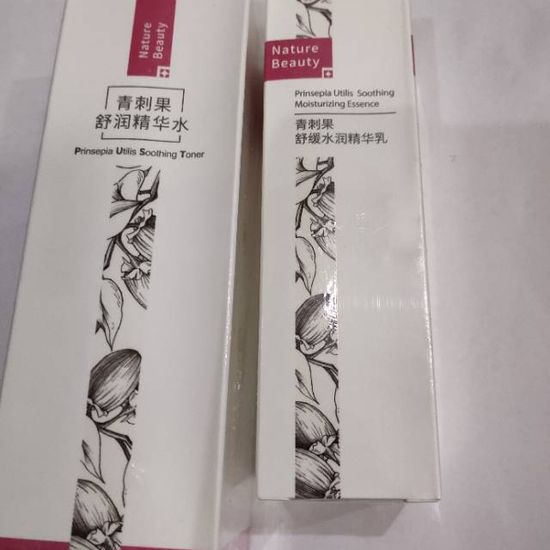 Nature
Beauty
青刺果
舒润精华水
Prinsepia Utilis Soothing Toner
Nature
Beauty
Prinsepia Utilis Soothing
Moisturizing Essence
青刺果
舒缓水润精华乳